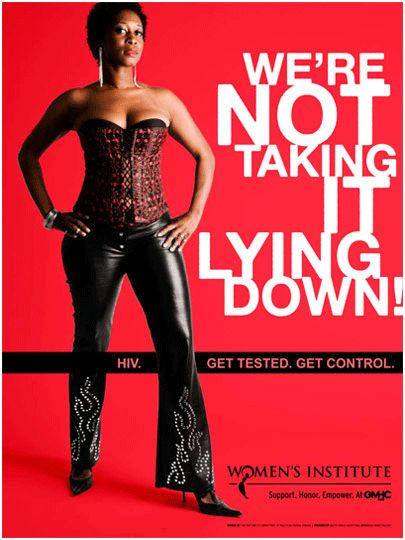 WE'RE
NOT
TAKING
IT
LYING
DOWN!
HIV. GET TESTED. GET CONTROL.
WOMEN'S INSTITUTE
Support. Honor. Empower. At GMHC